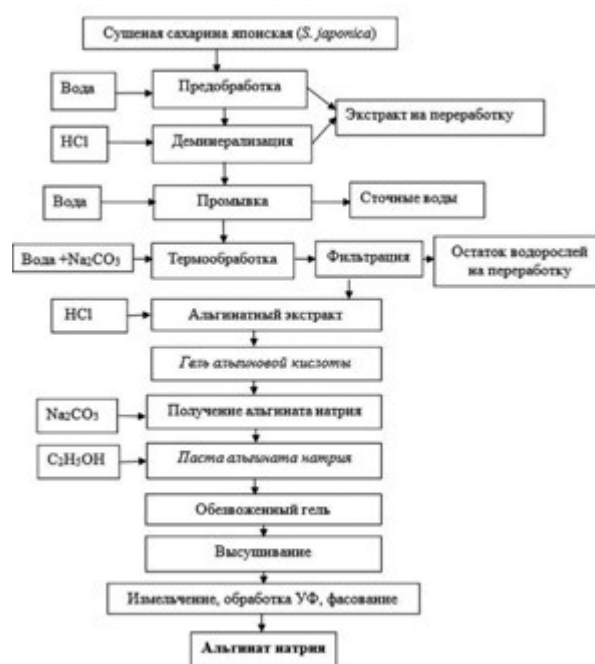 Сушеная сахарина японская (S. japonica)
Вода
Предобработка
Экстракт на переработку
HCl
Деминерализация
Вода
Промывка
Сточные воды
Вода +Na₂CO₃
Термообработка
Фильтрация
Остаток водорослей
на переработку
HCl
Альгинатный экстракт
Гель альгиновой кислоты
Na₂CO₃
Получение альгината натрия
C₂H₅OH
Паста альгината натрия
Обезвоженный гель
Высушивание
Измельчение, обработка УФ, фасование
Альгинат натрия